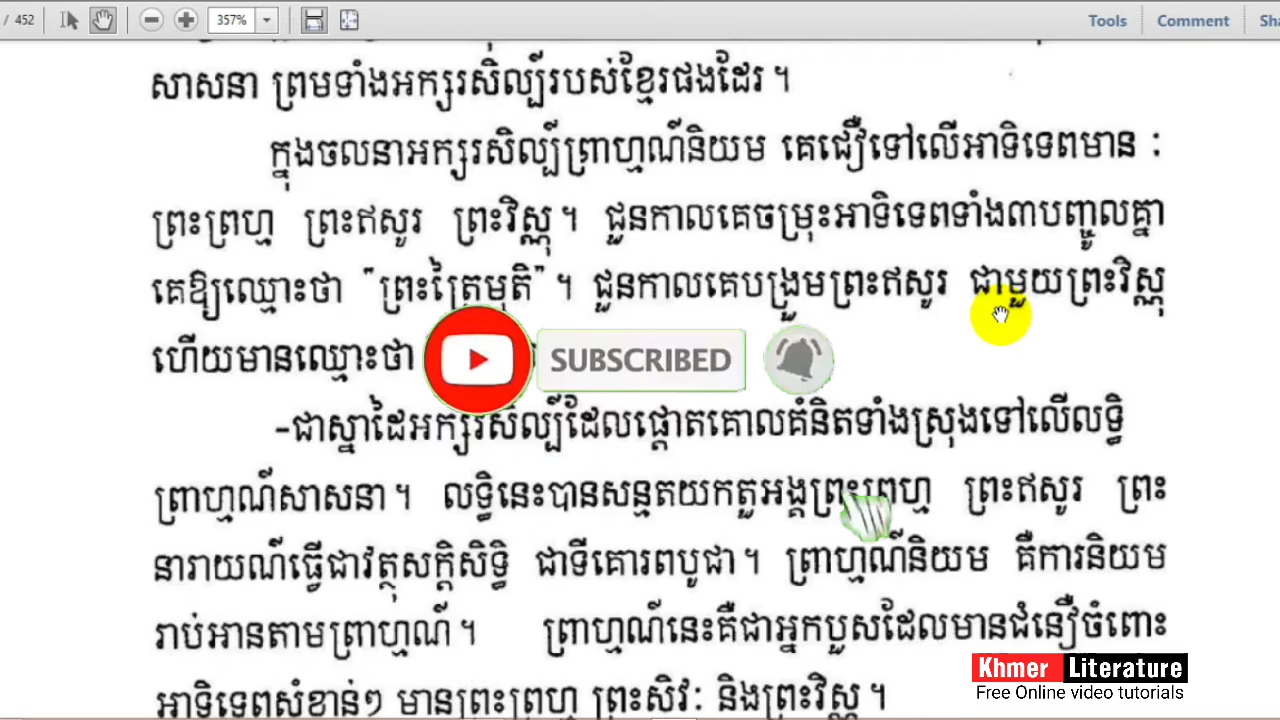 / 452
357%
Tools
Comment
សាសនា ព្រមទាំងអក្សរសិល្បីរបស់ខ្មែរផងដែរ។
ក្នុងចលនាអក្សរសិល្បីព្រាហ្មណីនិយម គេជឿទៅលើអាទិទេពមាន :
ព្រះព្រហ្ម ព្រះឥសូរ ព្រះវិស្ណុ។ ជួនកាលគេចម្រុះអាទិទេពទាំង៣បញ្ចូលគ្នា
គេឱ្យឈ្មោះថា "ព្រះត្រៃមុតិ"។ ជួនកាលគេបង្រួមព្រះឥសូរ ជាមួយព្រះវិស្ណុ
ហើយមានឈ្មោះថា
SUBSCRIBED
-ជាស្នាដៃអក្សរសិល្បីដែលផ្តោតគោលគំនិតទាំងស្រុងទៅលើលទ្ធិ
ព្រាហ្មណីសាសនា។ លទ្ធិនេះបានសន្មតយកតួអង្គព្រះព្រហ្ម ព្រះឥសូរ ព្រះ
នារាយណីធ្វើជាវត្ថុសក្តិសិទ្ធិ ជាទីគោរពបូជា។ ព្រាហ្មណីនិយម គឺការនិយម
រាប់អានតាមព្រាហ្មណី។ ព្រាហ្មណីនេះគឺជាអ្នកបួសដែលមានជំនឿចំពោះ
អាទិទេពសំខាន់ៗ មានព្រះព្រហ្ម ព្រះសិវៈ និងព្រះវិស្ណុ។
Khmer Literature
Free Online video tutorials